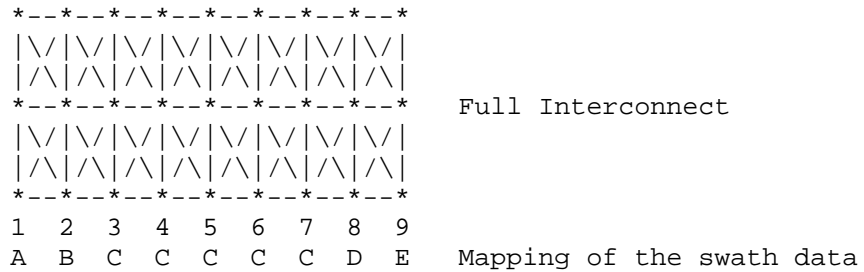 *--*--*--*--*--*--*--*--*
|\/|\/|\/|\/|\/|\/|\/|\/|
|/\|/\|/\|/\|/\|/\|/\|/\|
*--*--*--*--*--*--*--*--* Full Interconnect
|\/|\/|\/|\/|\/|\/|\/|\/|
|/\|/\|/\|/\|/\|/\|/\|/\|
*--*--*--*--*--*--*--*--*
1 2 3 4 5 6 7 8 9
A B C C C C C D E Mapping of the swath data